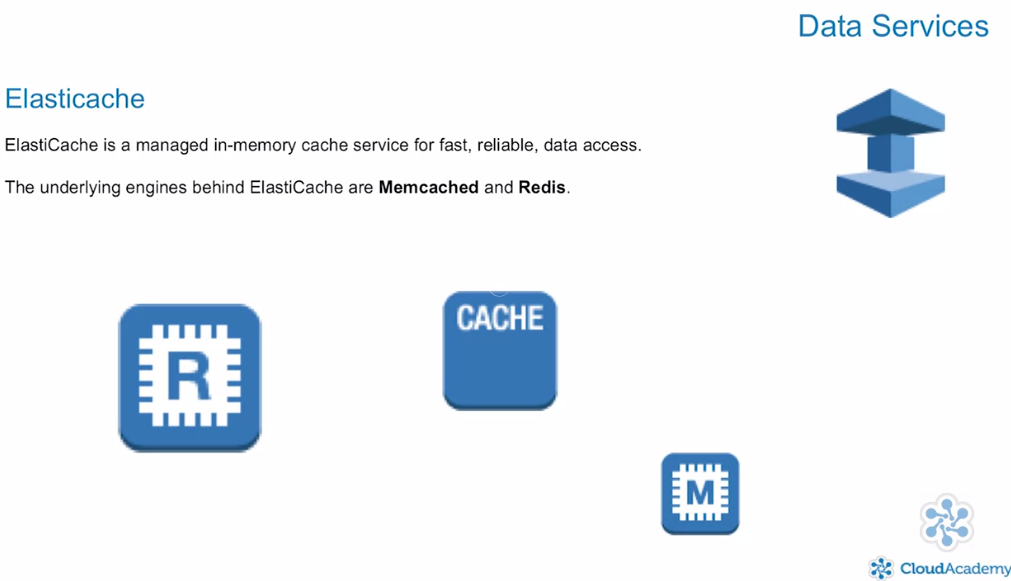 Data Services
Elasticache
ElastiCache is a managed in-memory cache service for fast, reliable, data access.
The underlying engines behind ElastiCache are Memcached and Redis.
CACHE
R
M
CloudAcademy